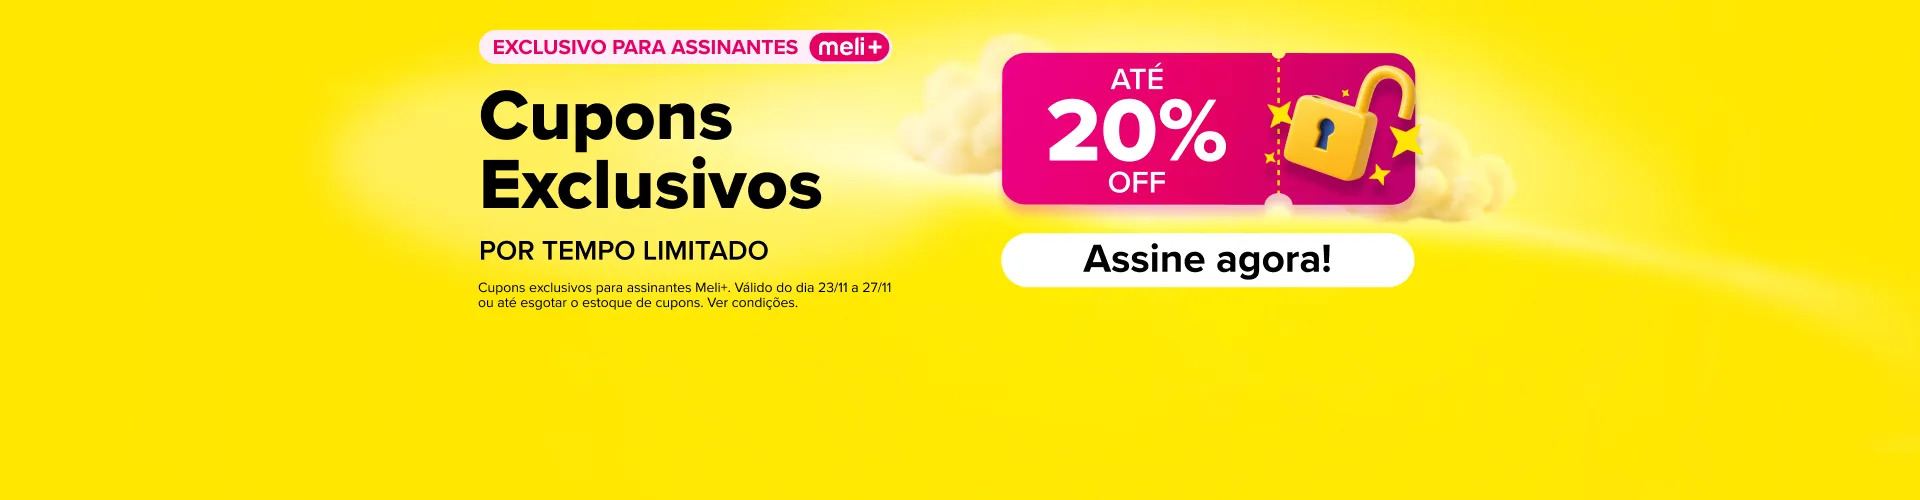 EXCLUSIVO PARA ASSINANTES meli+
Cupons
Exclusivos
POR TEMPO LIMITADO
Cupons exclusivos para assinantes Meli+. Válido do dia 23/11 a 27/11
ou até esgotar o estoque de cupons. Ver condições.
ATÉ
20%
OFF
Assine agora!